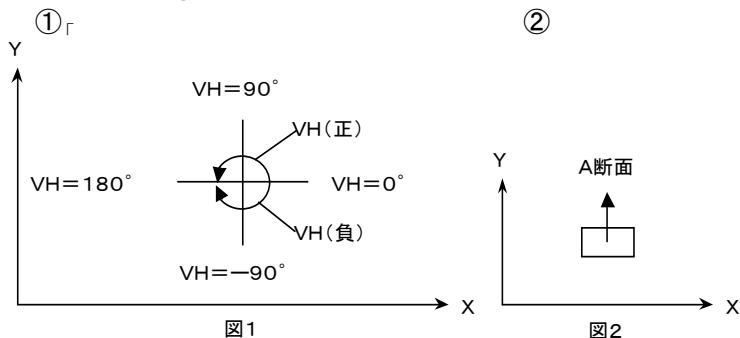 ①┌
②
Y
VH=90°
VH(正)
VH=180°
VH=0°
VH(負)
VH=−90°
X
図1
Y
A断面
X
図2